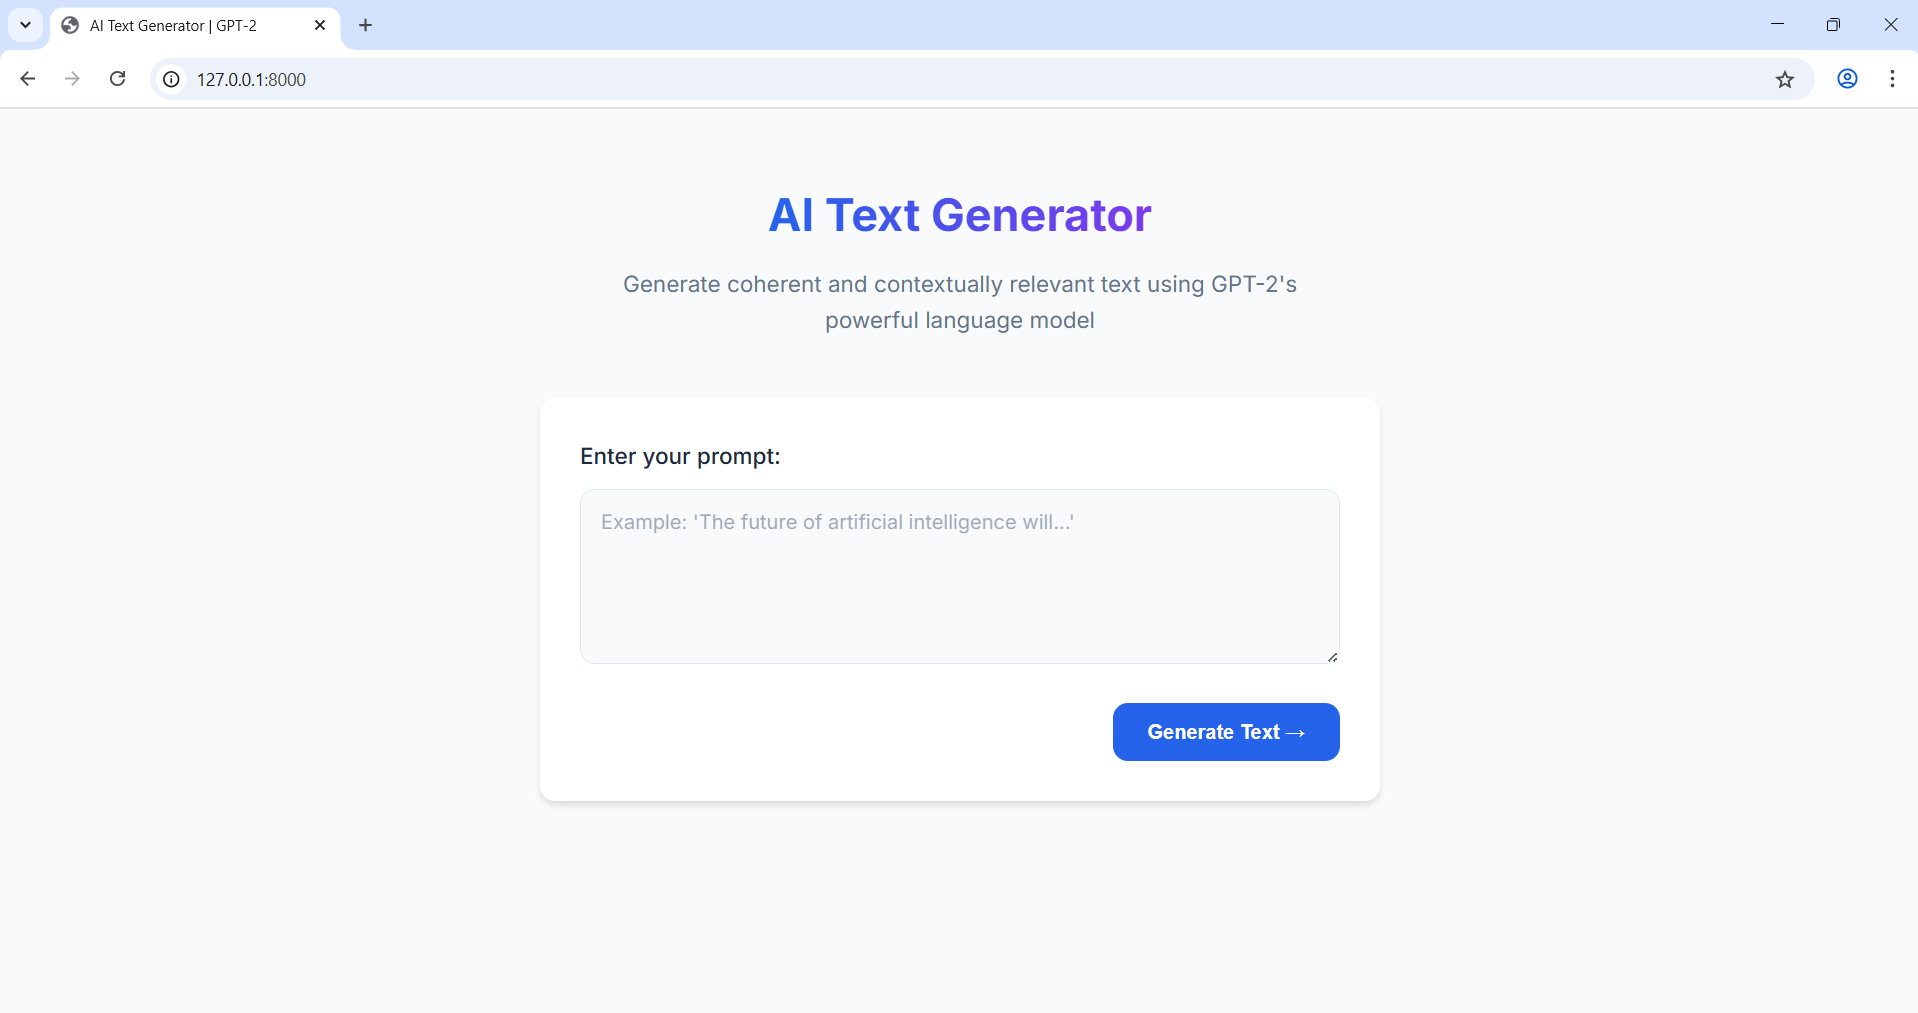 AI Text Generator | GPT-2
127.0.0.1:8000
AI Text Generator
Generate coherent and contextually relevant text using GPT-2's
powerful language model
Enter your prompt:
Example: 'The future of artificial intelligence will...'
Generate Text →